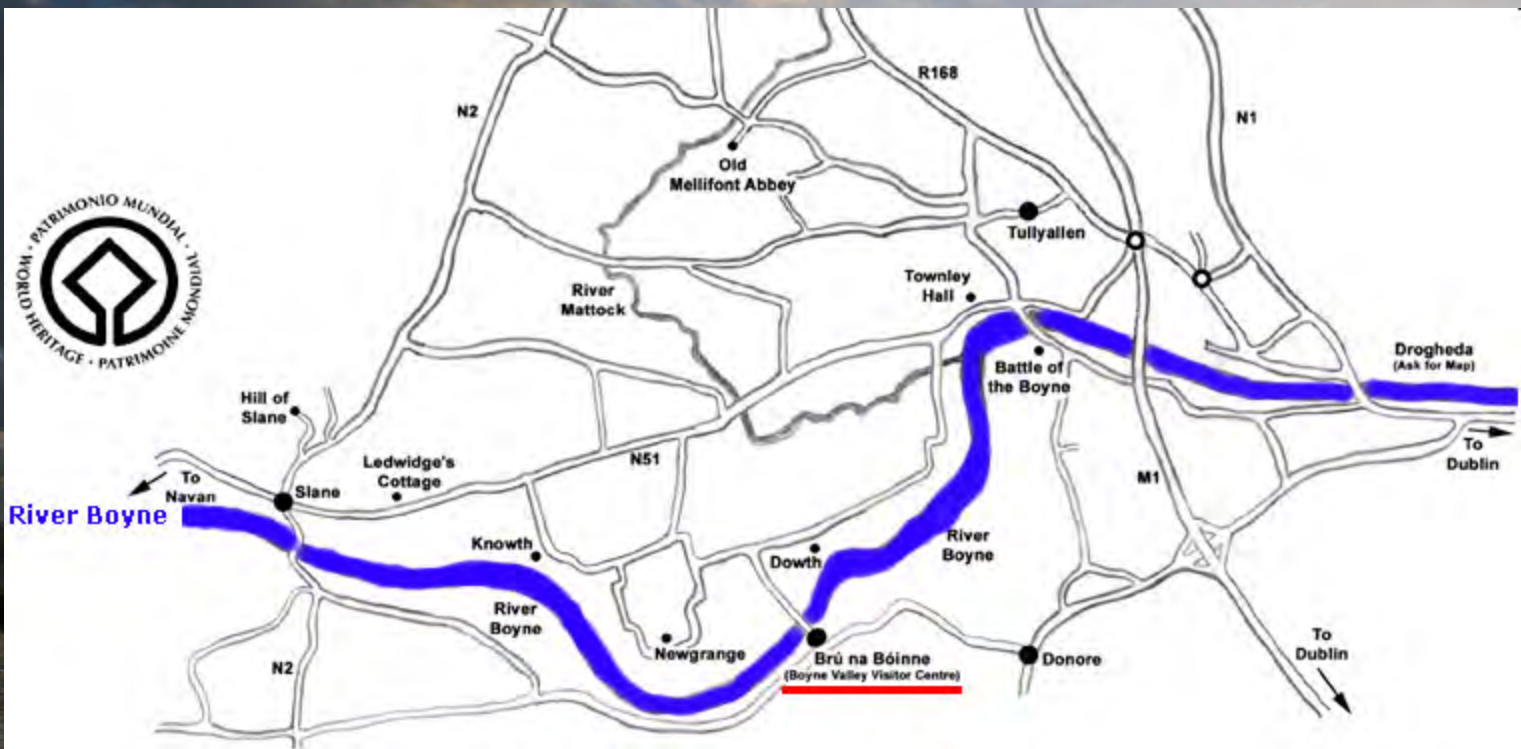 R168
N2
N1
Old
Mellifont Abbey
WORLD HERITAGE · PATRIMONIO MUNDIAL · PATRIMOINE MONDIAL ·
Tullyallen
Townley
Hall
River
Mattock
Drogheda
(Ask for Map)
Battle of
the Boyne
Hill of
Slane
Ledwidge's
Cottage
N51
To
Dublin
To
Navan
Slane
M1
River Boyne
Knowth
Dowth
River
Boyne
River
Boyne
Newgrange
Brú na Bóinne
(Boyne Valley Visitor Centre)
Donore
To
Dublin
N2